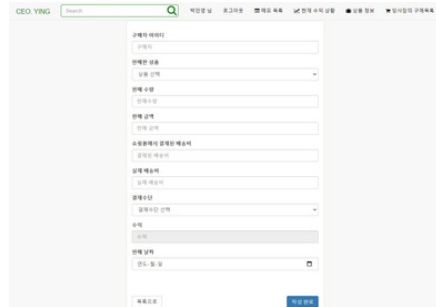 CEO. YING
Search
박민영 님
로그아웃
메모 목록
현재 수익 상황
상품 정보
임시참의 구매목록
구매자 아이디
구매자
판매한 상품
상품 선택
판매 수량
판매수량
판매 금액
판매 금액
쇼핑몰에서 결제된 배송비
결제된 배송비
실제 배송비
실제 배송비
결제수단
결제수단 선택
수익
수익
판매 날짜
연도-월-일
목록으로
작성 완료